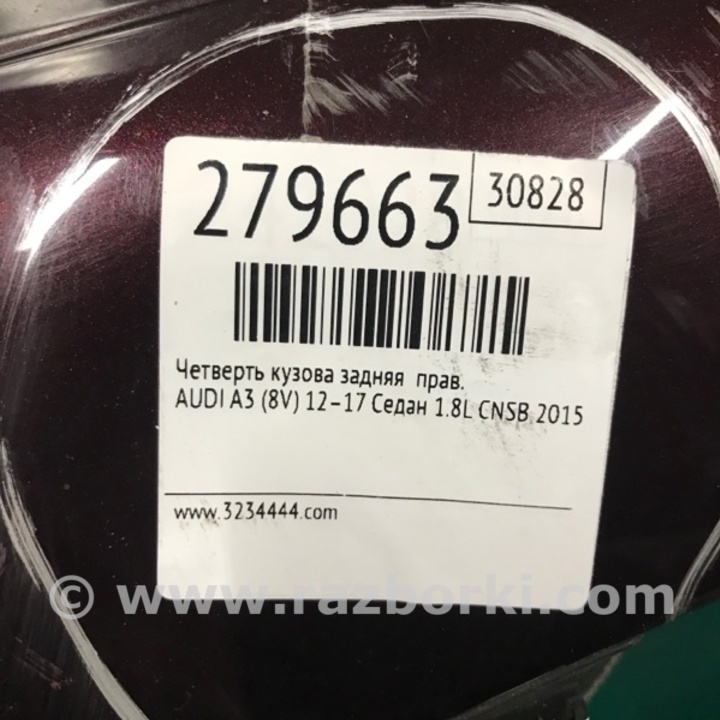 279663
30828
Четверть кузова задняя прав.
AUDI A3 (8V) 12-17 Седан 1.8L CNSB 2015
www.3234444.com
© www.razborki.com